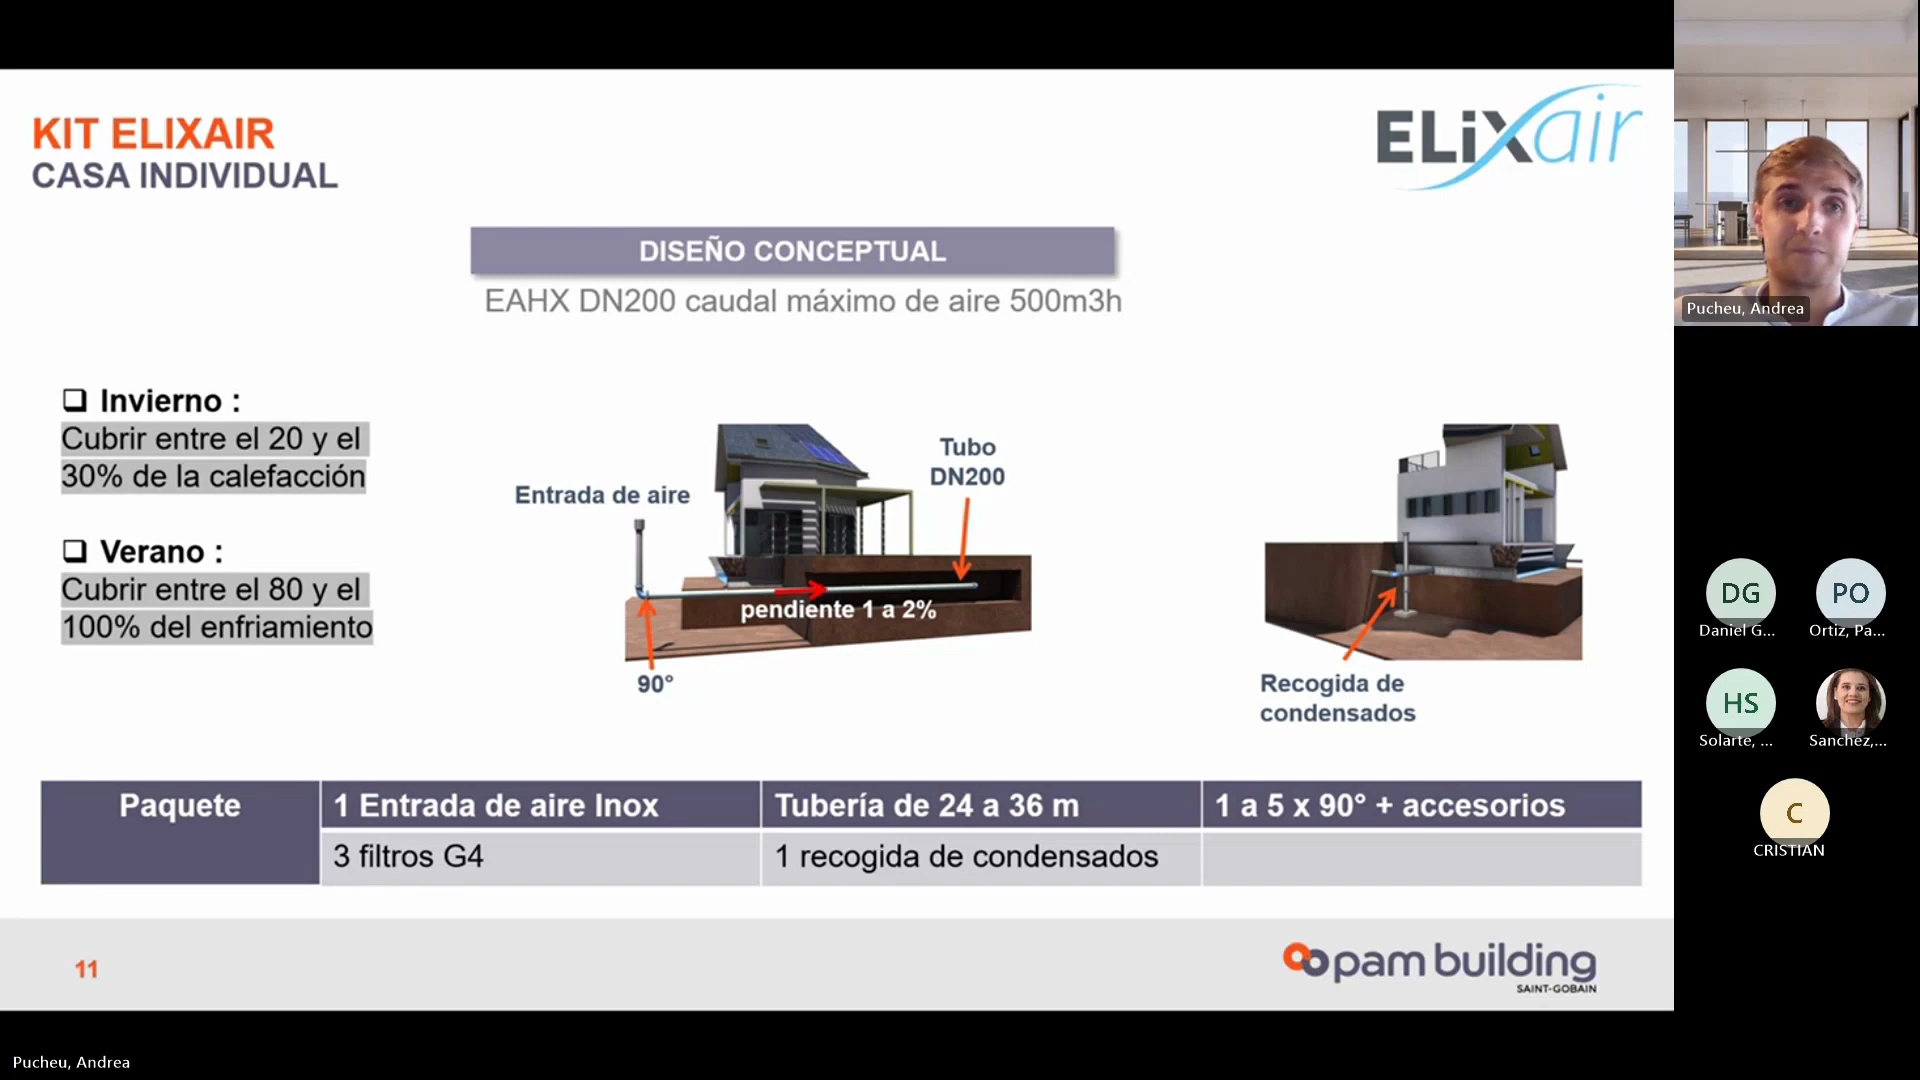 KIT ELIXAIR
CASA INDIVIDUAL
ELiXair
DISEÑO CONCEPTUAL
EAHX DN200 caudal máximo de aire 500m3h
Invierno :
Cubrir entre el 20 y el
30% de la calefacción
Verano :
Cubrir entre el 80 y el
100% del enfriamiento
Entrada de aire
Tubo
DN200
pendiente 1 a 2%
90°
Recogida de
condensados
Paquete
1 Entrada de aire Inox
Tubería de 24 a 36 m
1 a 5 x 90° + accesorios
3 filtros G4
1 recogida de condensados
11
pam building
SAINT-GOBAIN
Pucheu, Andrea
Pucheu, Andrea
DG
Daniel G...
PO
Ortiz, Pa...
HS
Solarte, ...
Sanchez,...
C
CRISTIAN